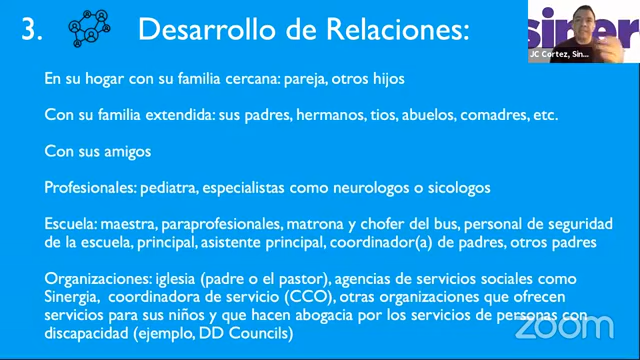 3. Desarrollo de Relaciones:
siner
JC Cortez, Sin...
En su hogar con su familia cercana: pareja, otros hijos
Con su familia extendida: sus padres, hermanos, tios, abuelos, comadres, etc.
Con sus amigos
Profesionales: pediatra, especialistas como neurologos o sicologos
Escuela: maestra, paraprofesionales, matrona y chofer del bus, personal de seguridad
de la escuela, principal, asistente principal, coordinador(a) de padres, otros padres
Organizaciones: iglesia (padre o el pastor), agencias de servicios sociales como
Sinergia, coordinadora de servicio (CCO), otras organizaciones que ofrecen
servicios para sus niños y que hacen abogacia por los servicios de personas con
discapacidad (ejemplo, DD Councils)
zoom